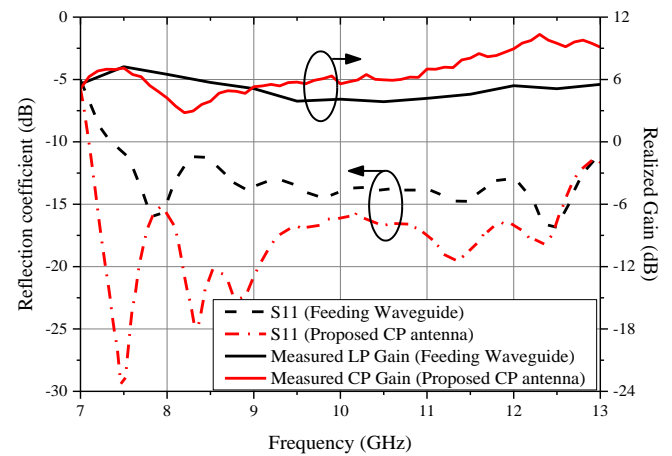 0
-5
-10
-15
-20
-25
-30
Reflection coefficient (dB)
12
6
0
-6
-12
-18
-24
Realized Gain (dB)
S11 (Feeding Waveguide)
S11 (Proposed CP antenna)
Measured LP Gain (Feeding Waveguide)
Measured CP Gain (Proposed CP antenna)
7 8 9 10 11 12 13
Frequency (GHz)